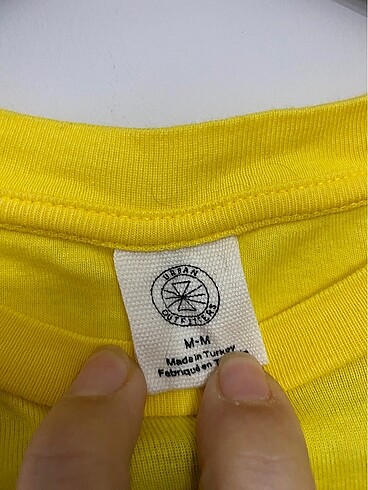 URBAN
OUTFITTERS
M-M
Made in Turkey
Fabriqué en